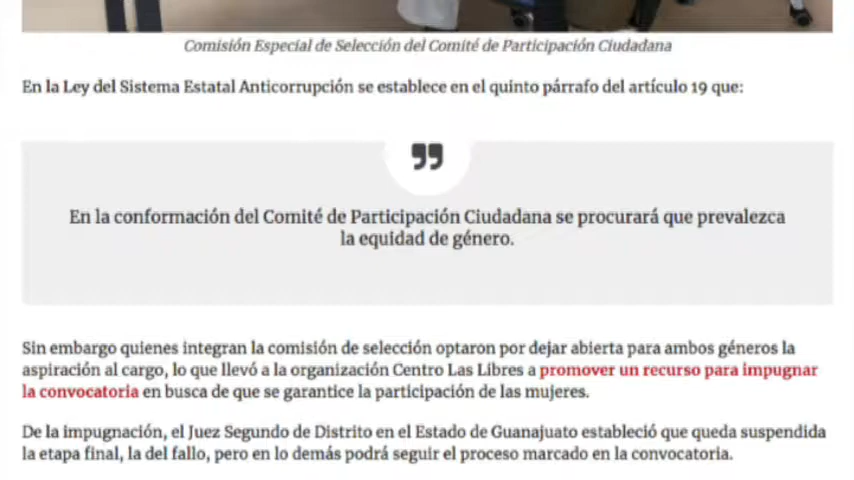 Comisión Especial de Selección del Comité de Participación Ciudadana
En la Ley del Sistema Estatal Anticorrupción se establece en el quinto párrafo del artículo 19 que:
”
En la conformación del Comité de Participación Ciudadana se procurará que prevalezca
la equidad de género.
Sin embargo quienes integran la comisión de selección optaron por dejar abierta para ambos géneros la
aspiración al cargo, lo que llevó a la organización Centro Las Libres a promover un recurso para impugnar
la convocatoria en busca de que se garantice la participación de las mujeres.
De la impugnación, el Juez Segundo de Distrito en el Estado de Guanajuato estableció que queda suspendida
la etapa final, la del fallo, pero en lo demás podrá seguir el proceso marcado en la convocatoria.